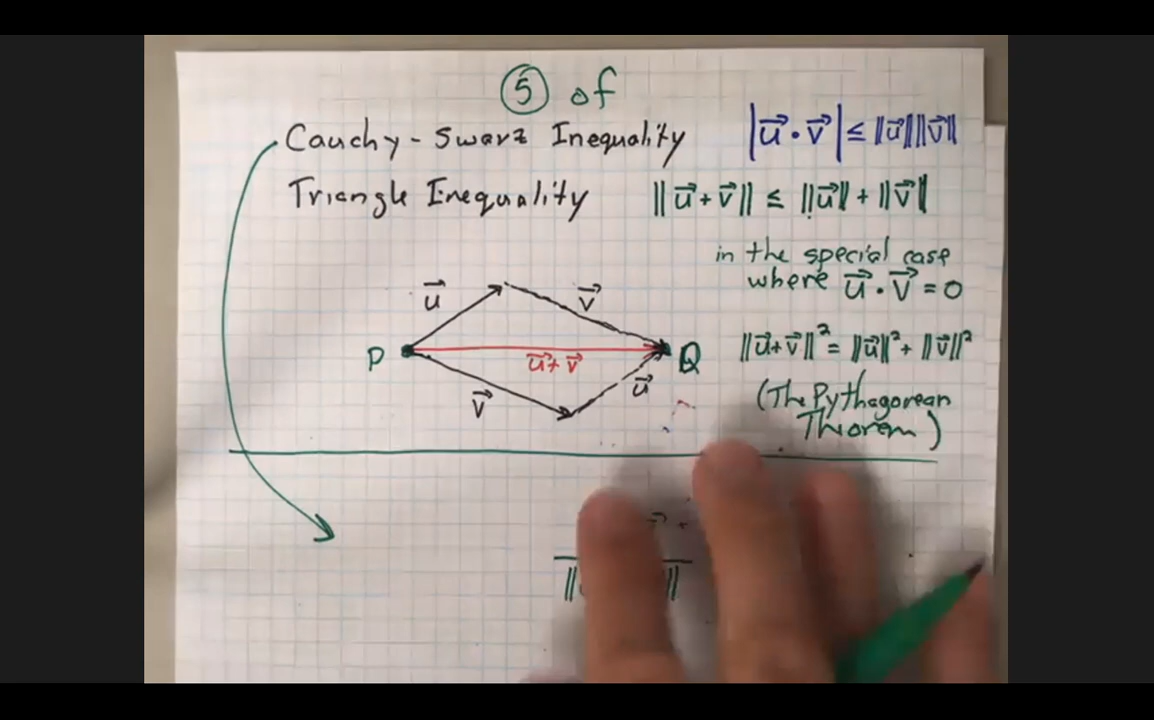 ⑤ of
Cauchy - Swarz Inequality |u⃗ · v⃗| ≤ ‖u⃗‖‖v⃗‖
Triangle Inequality ‖u⃗ + v⃗‖ ≤ ‖u⃗‖ + ‖v⃗‖
in the special case
where u⃗ · v⃗ = 0
u⃗ v⃗
P u⃗ + v⃗ Q
v⃗ u⃗
‖u⃗ + v⃗‖² = ‖u⃗‖² + ‖v⃗‖²
(The Pythagorean
Theorem)